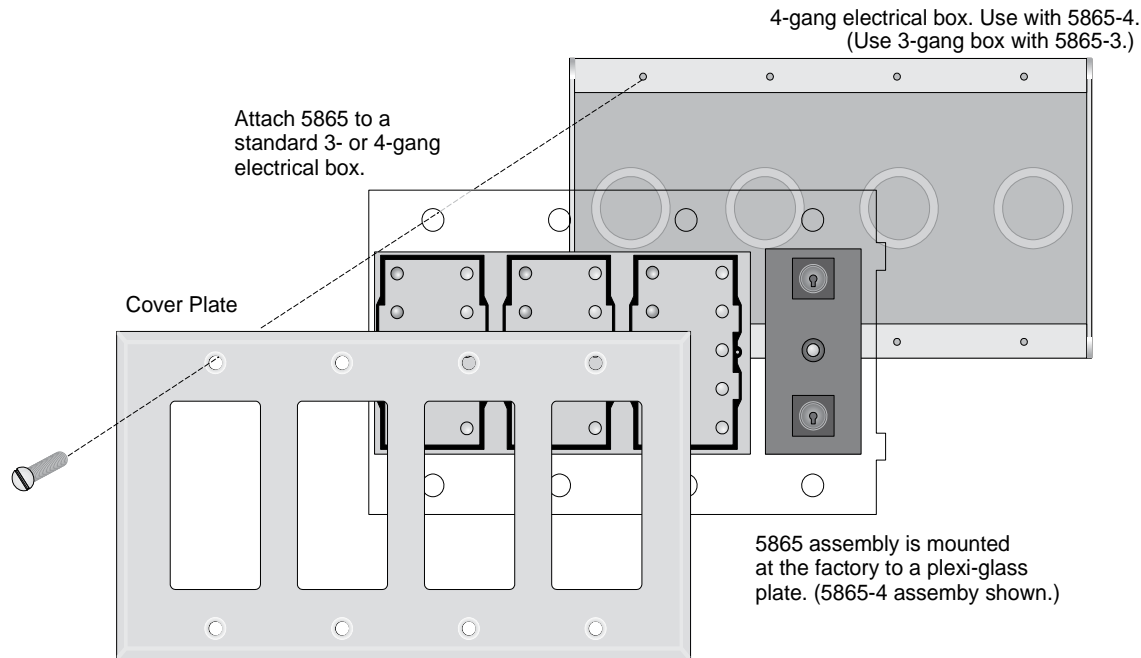 4-gang electrical box. Use with 5865-4.
(Use 3-gang box with 5865-3.)
Attach 5865 to a
standard 3- or 4-gang
electrical box.
Cover Plate
5865 assembly is mounted
at the factory to a plexi-glass
plate. (5865-4 assemby shown.)